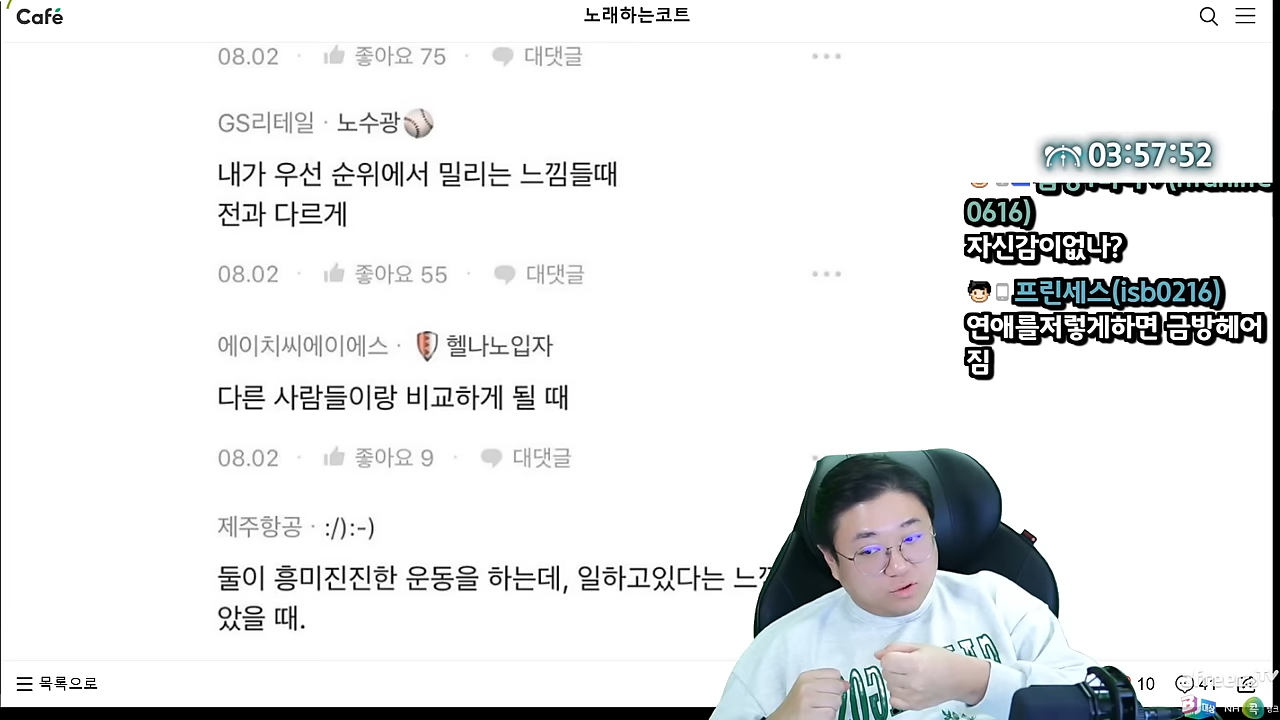 Café
노래하는코트
08.02 · 좋아요 75 · 대댓글
GS리테일 · 노수광
내가 우선 순위에서 밀리는 느낌들때
전과 다르게
08.02 · 좋아요 55 · 대댓글
에이치씨에이에스 · 헬나노입자
다른 사람들이랑 비교하게 될 때
08.02 · 좋아요 9 · 대댓글
제주항공 · :/):-)
둘이 흥미진진한 운동을 하는데, 일하고있다는
았을 때.
03:57:52
0616)
자신감이없나?
프린세스(isb0216)
연애를저렇게하면 금방헤어
짐
목록으로
10
41
freecTV